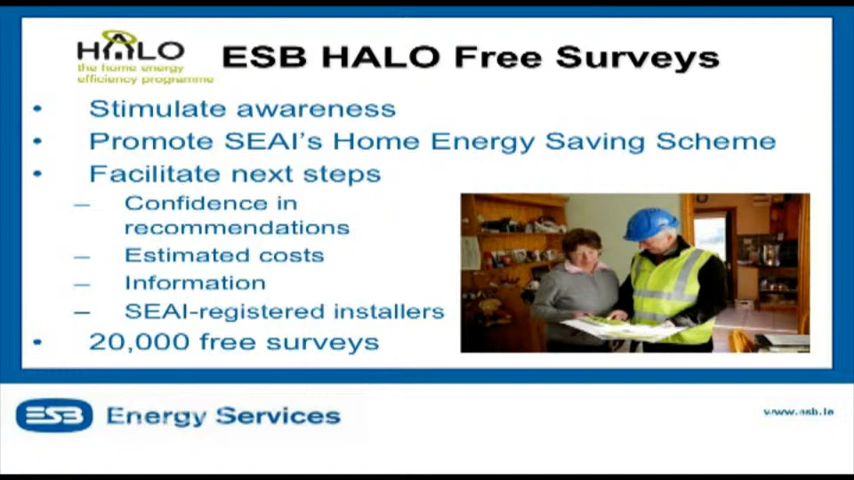 HALO
the home energy
efficiency programme
ESB HALO Free Surveys
• Stimulate awareness
• Promote SEAI's Home Energy Saving Scheme
• Facilitate next steps
– Confidence in
recommendations
– Estimated costs
– Information
– SEAI-registered installers
• 20,000 free surveys
ESB Energy Services
www.esb.ie